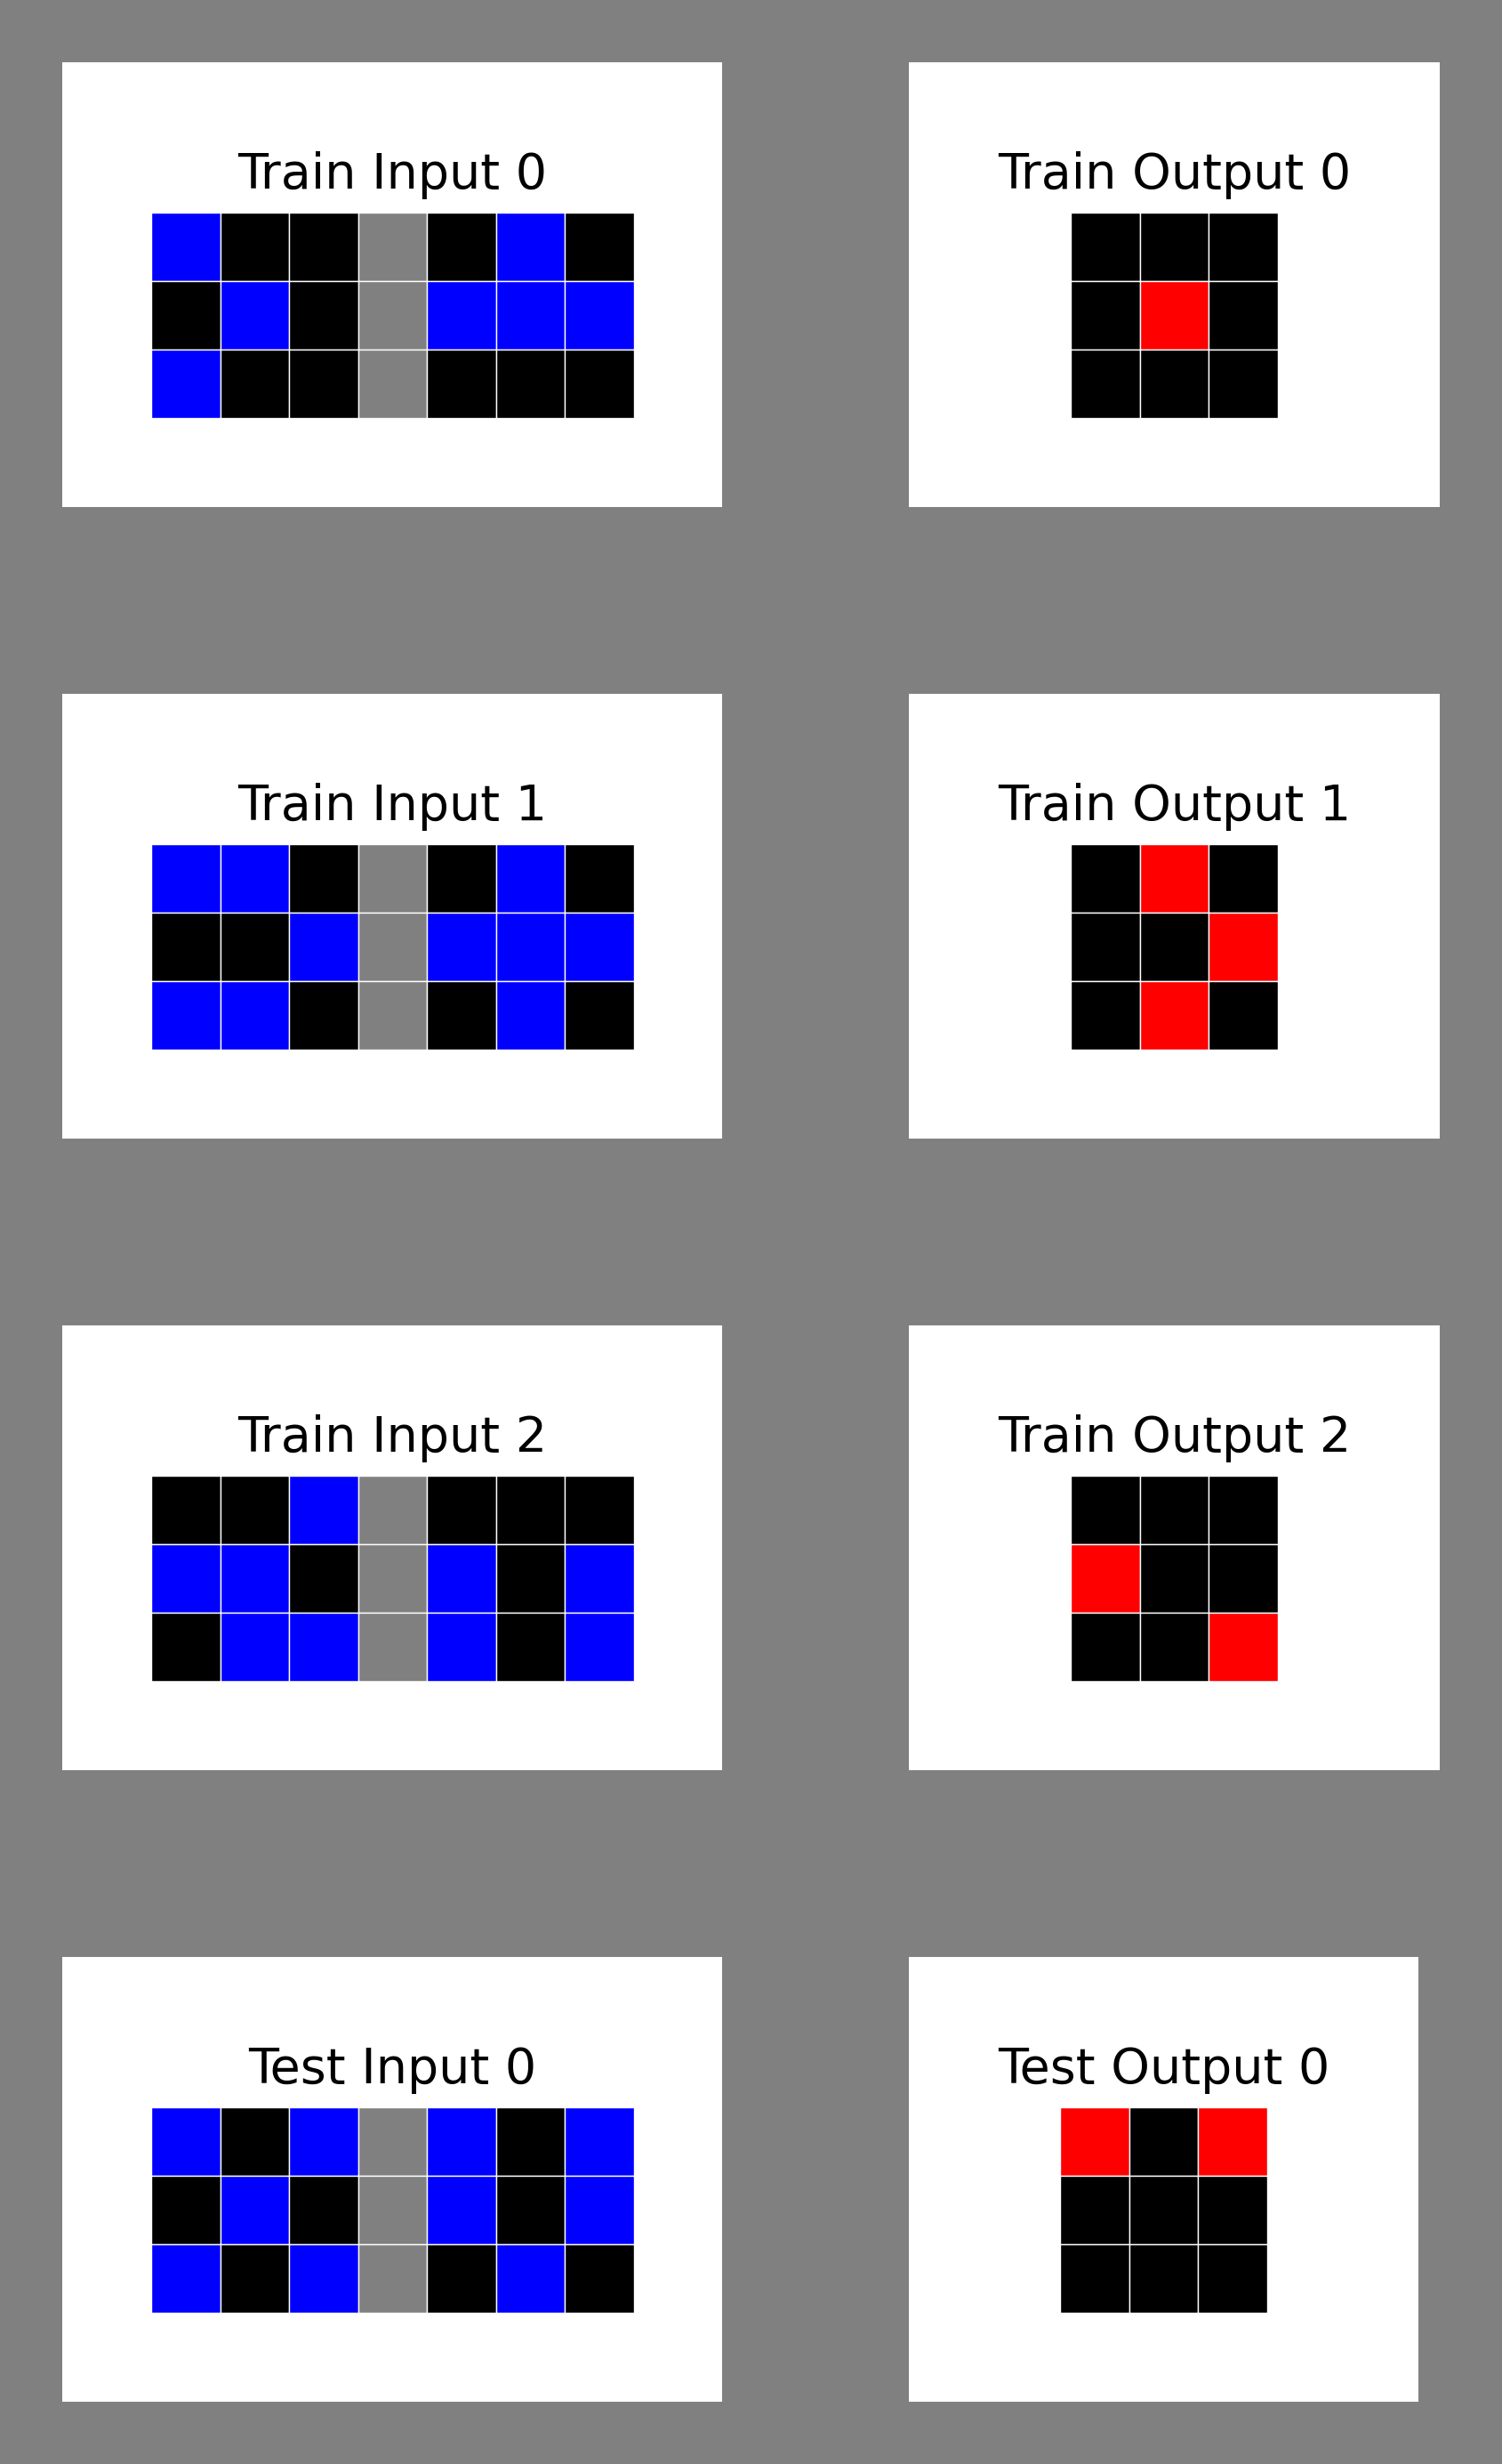 Train Input 0
Train Output 0
Train Input 1
Train Output 1
Train Input 2
Train Output 2
Test Input 0
Test Output 0